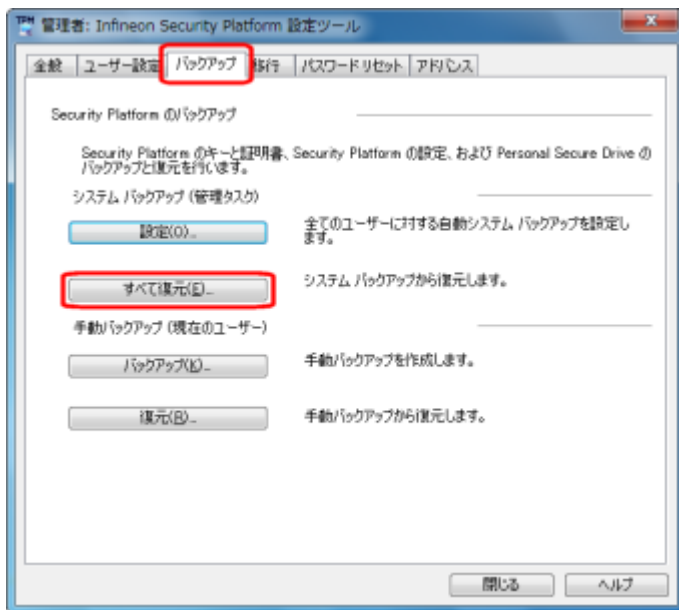 管理者: Infineon Security Platform 設定ツール
全般 ユーザー設定 バックアップ 移行 パスワード リセット アドバンス
Security Platform のバックアップ
Security Platform のキーと証明書、Security Platform の設定、および Personal Secure Drive の
バックアップと復元を行います。
システム バックアップ (管理タスク)
設定(O)...
全てのユーザーに対する自動システム バックアップを設定し
ます。
すべて復元(E)...
システム バックアップから復元します。
手動バックアップ (現在のユーザー)
バックアップ(K)...
手動バックアップを作成します。
復元(R)...
手動バックアップから復元します。
閉じる ヘルプ